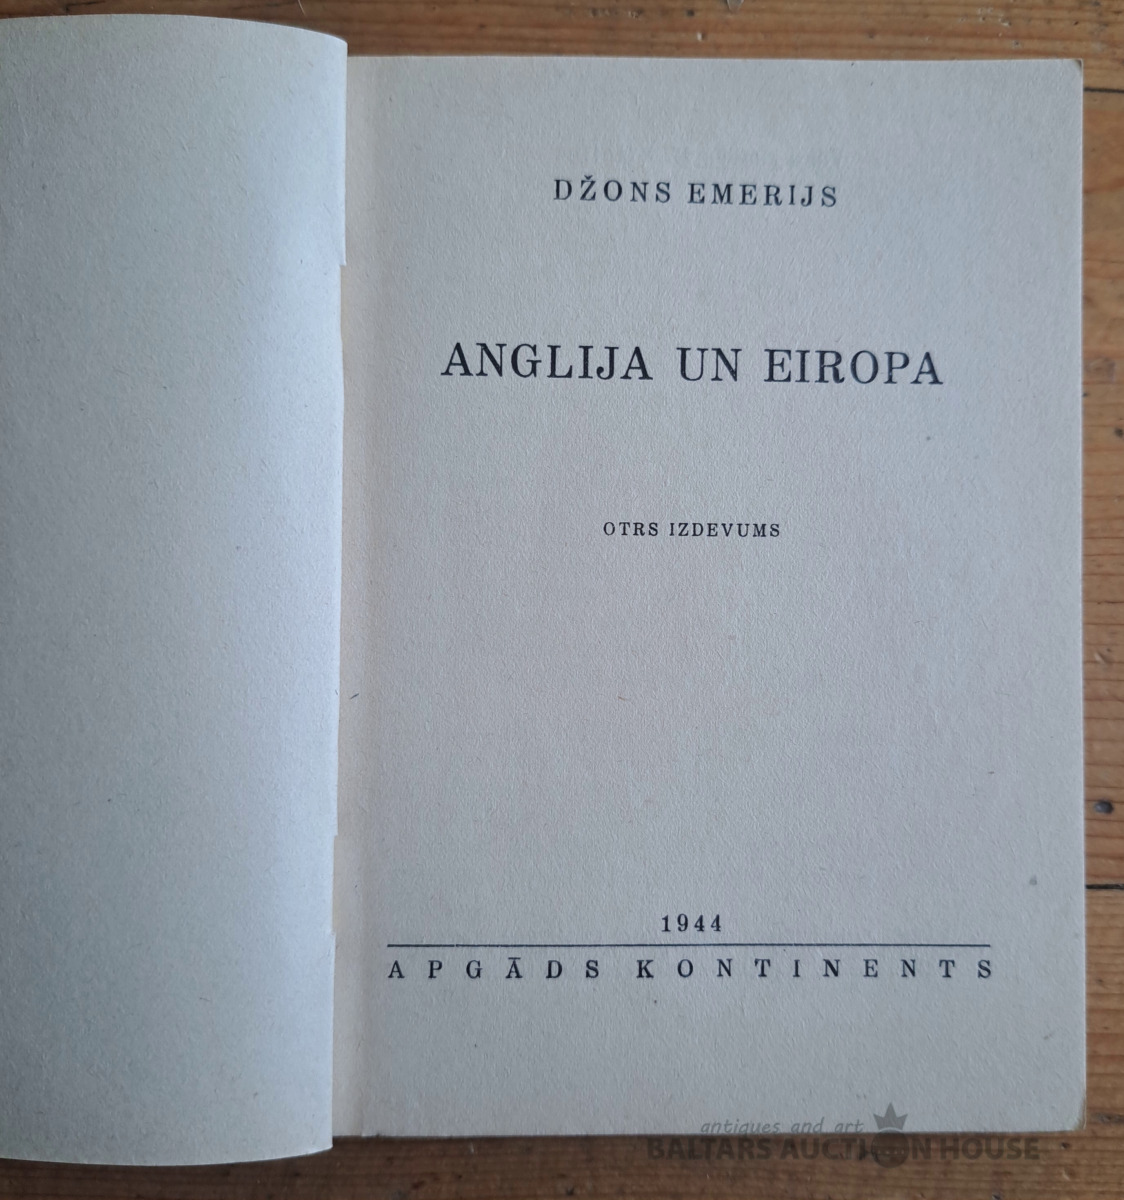 DŽONS EMERIJS
ANGLIJA UN EIROPA
OTRS IZDEVUMS
1944
APGĀDS KONTINENTS
antiques and art
BALTARS AUCTION HOUSE